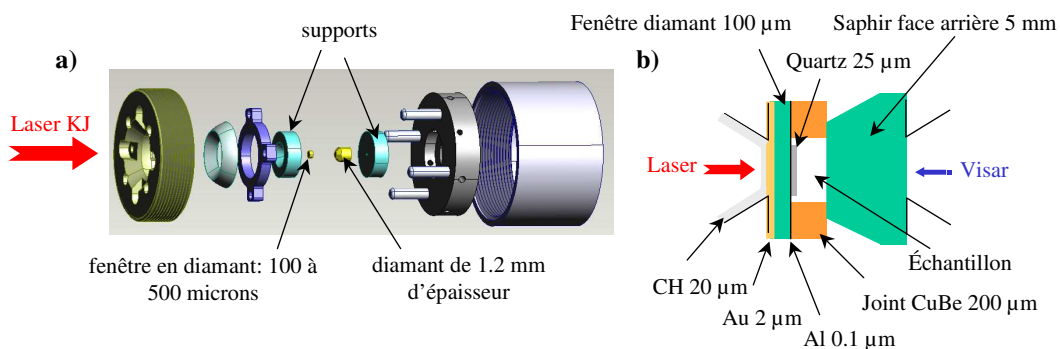 supports
a)
Laser KJ
fenêtre en diamant: 100 à
500 microns
diamant de 1.2 mm
d'épaisseur
Fenêtre diamant 100 µm
Saphir face arrière 5 mm
b)
Quartz 25 µm
Laser
Visar
Échantillon
CH 20 µm
Joint CuBe 200 µm
Au 2 µm
Al 0.1 µm